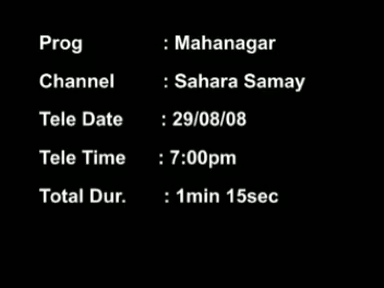 Prog : Mahanagar
Channel : Sahara Samay
Tele Date : 29/08/08
Tele Time : 7:00pm
Total Dur. : 1min 15sec